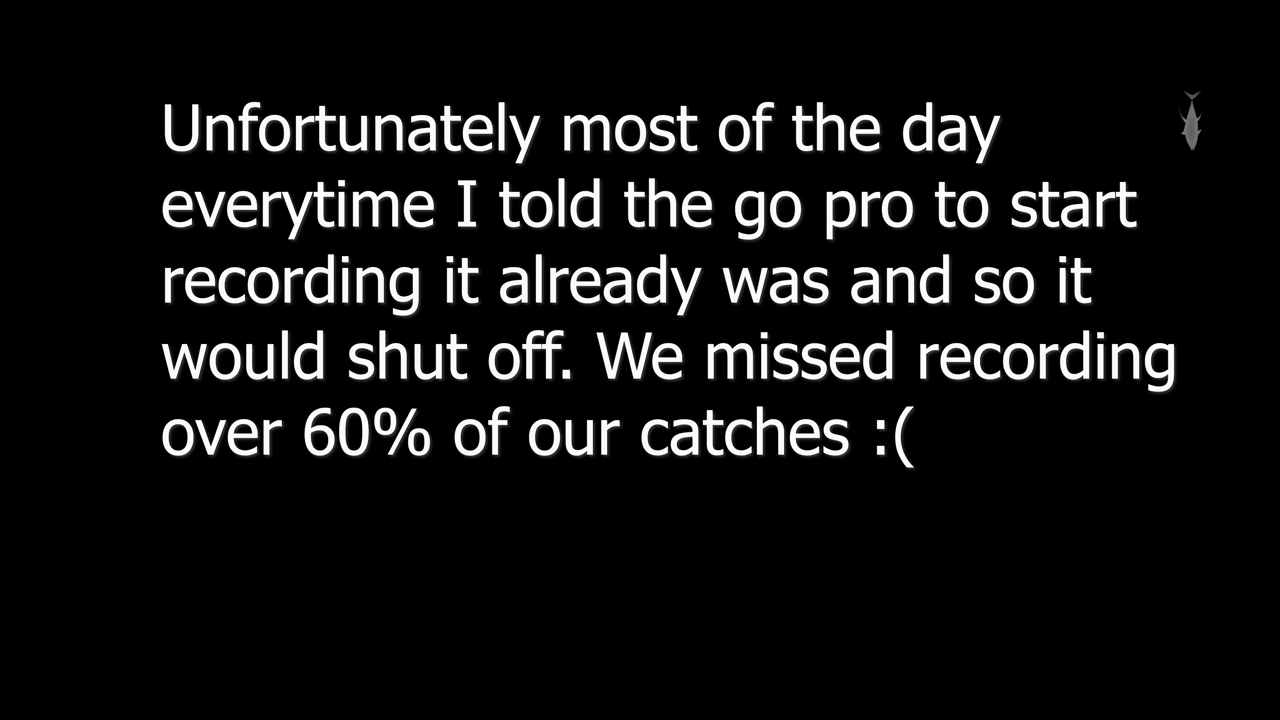 Unfortunately most of the day
everytime I told the go pro to start
recording it already was and so it
would shut off. We missed recording
over 60% of our catches :(